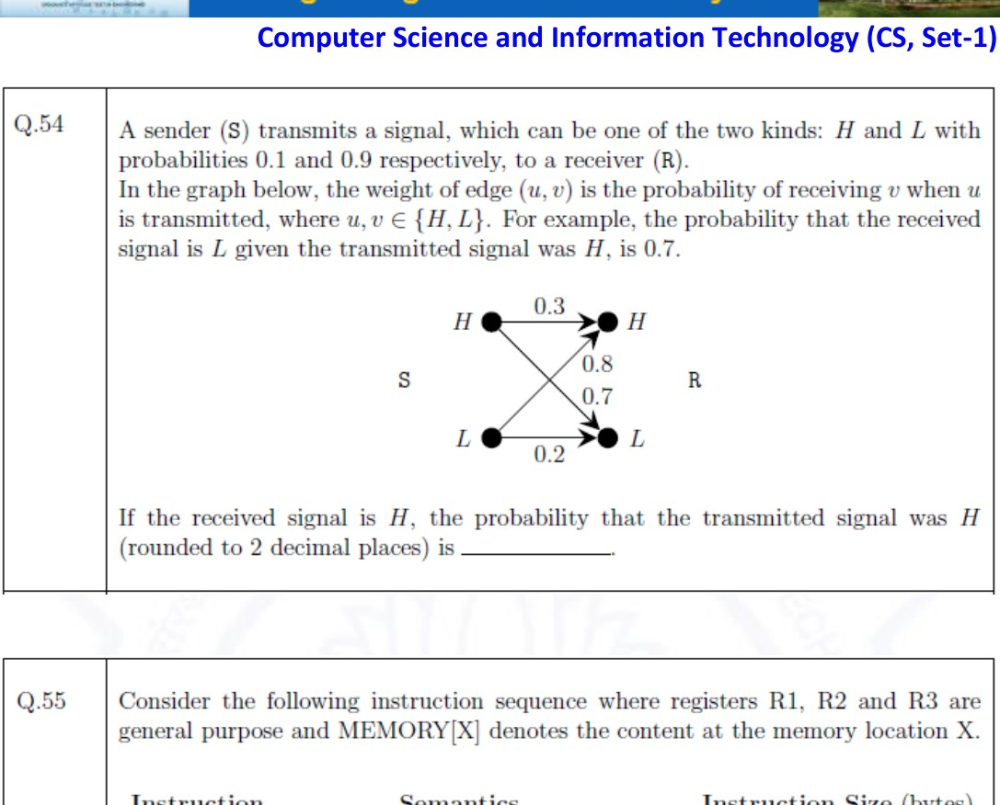 Computer Science and Information Technology (CS, Set-1)
Q.54
A sender (S) transmits a signal, which can be one of the two kinds: H and L with
probabilities 0.1 and 0.9 respectively, to a receiver (R).
In the graph below, the weight of edge (u, v) is the probability of receiving v when u
is transmitted, where u, v ∈ {H, L}. For example, the probability that the received
signal is L given the transmitted signal was H, is 0.7.
0.3
H H
0.8
S R
0.7
L L
0.2
If the received signal is H, the probability that the transmitted signal was H
(rounded to 2 decimal places) is ____________.
Q.55
Consider the following instruction sequence where registers R1, R2 and R3 are
general purpose and MEMORY[X] denotes the content at the memory location X.
Instruction Semantics Instruction Size (bytes)